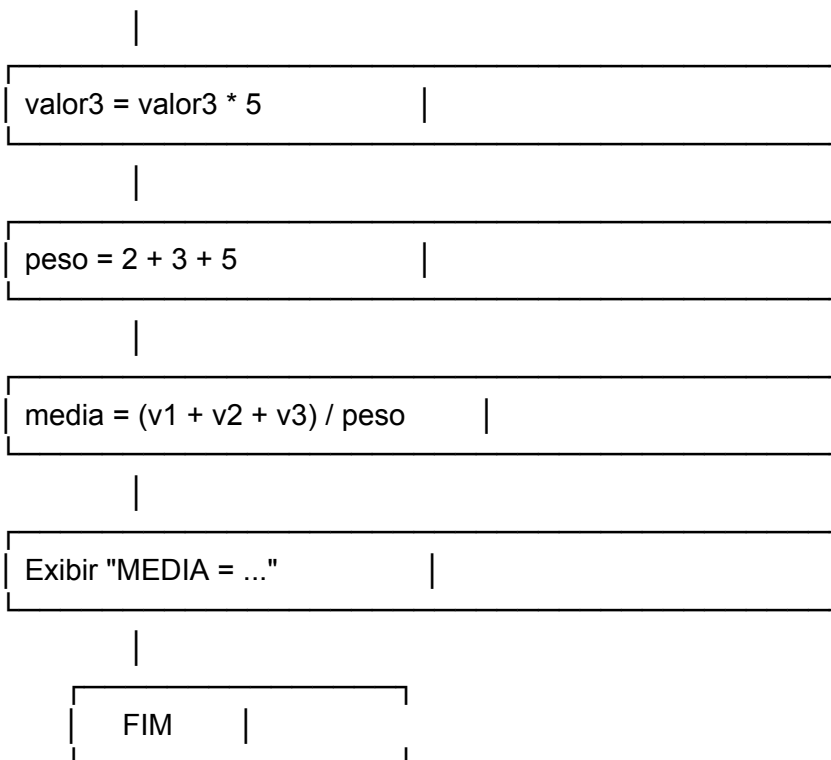 valor3 = valor3 * 5
peso = 2 + 3 + 5
media = (v1 + v2 + v3) / peso
Exibir "MEDIA = ..."
FIM